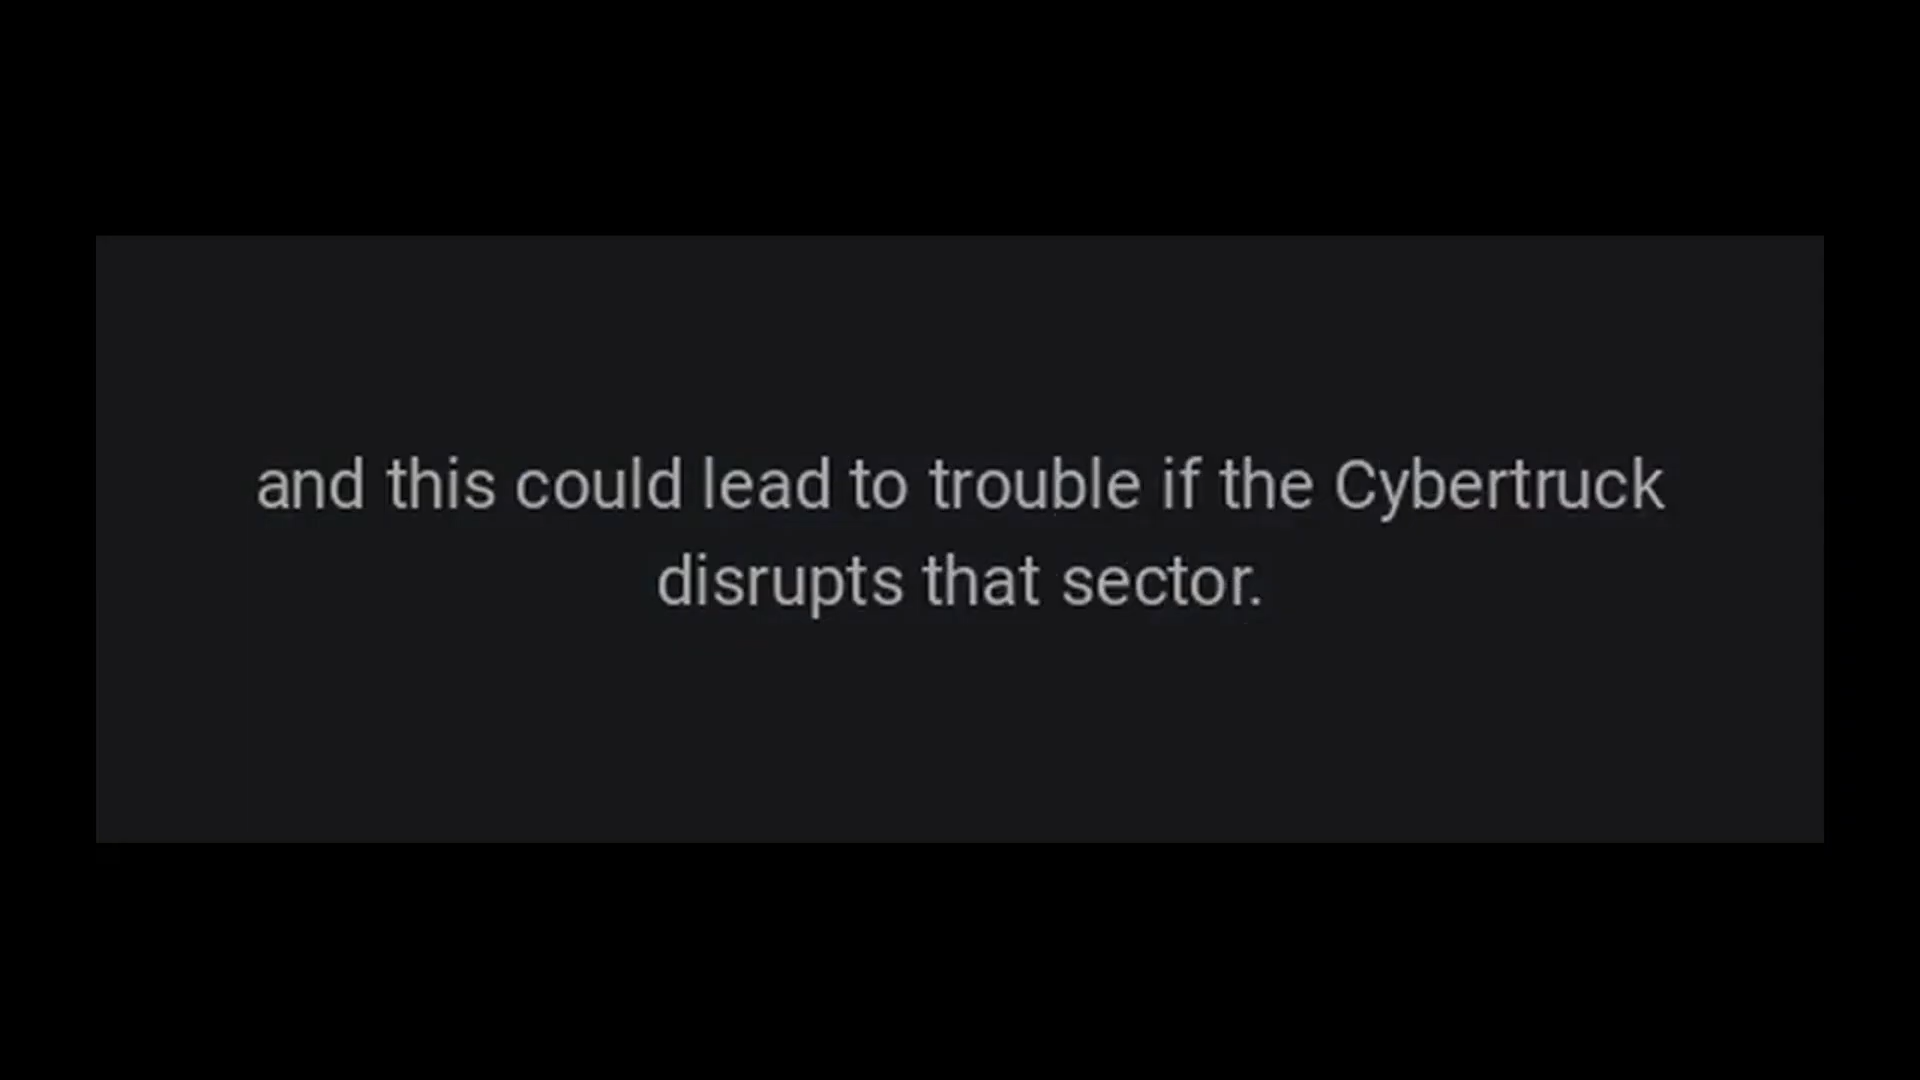 and this could lead to trouble if the Cybertruck
disrupts that sector.